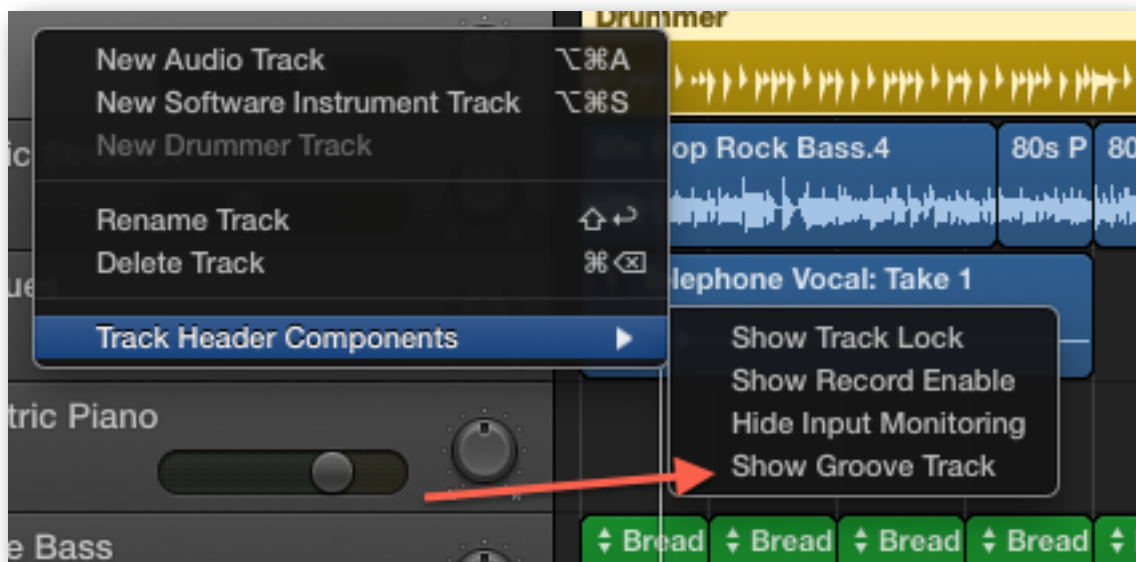 Drummer
New Audio Track ⌥⌘A
New Software Instrument Track ⌥⌘S
New Drummer Track
op Rock Bass.4
80s P
80
Rename Track ⇧↩
Delete Track ⌘⌫
elephone Vocal: Take 1
Track Header Components ▶
Show Track Lock
Show Record Enable
Hide Input Monitoring
Show Groove Track
tric Piano
e Bass
Bread Bread Bread Bread